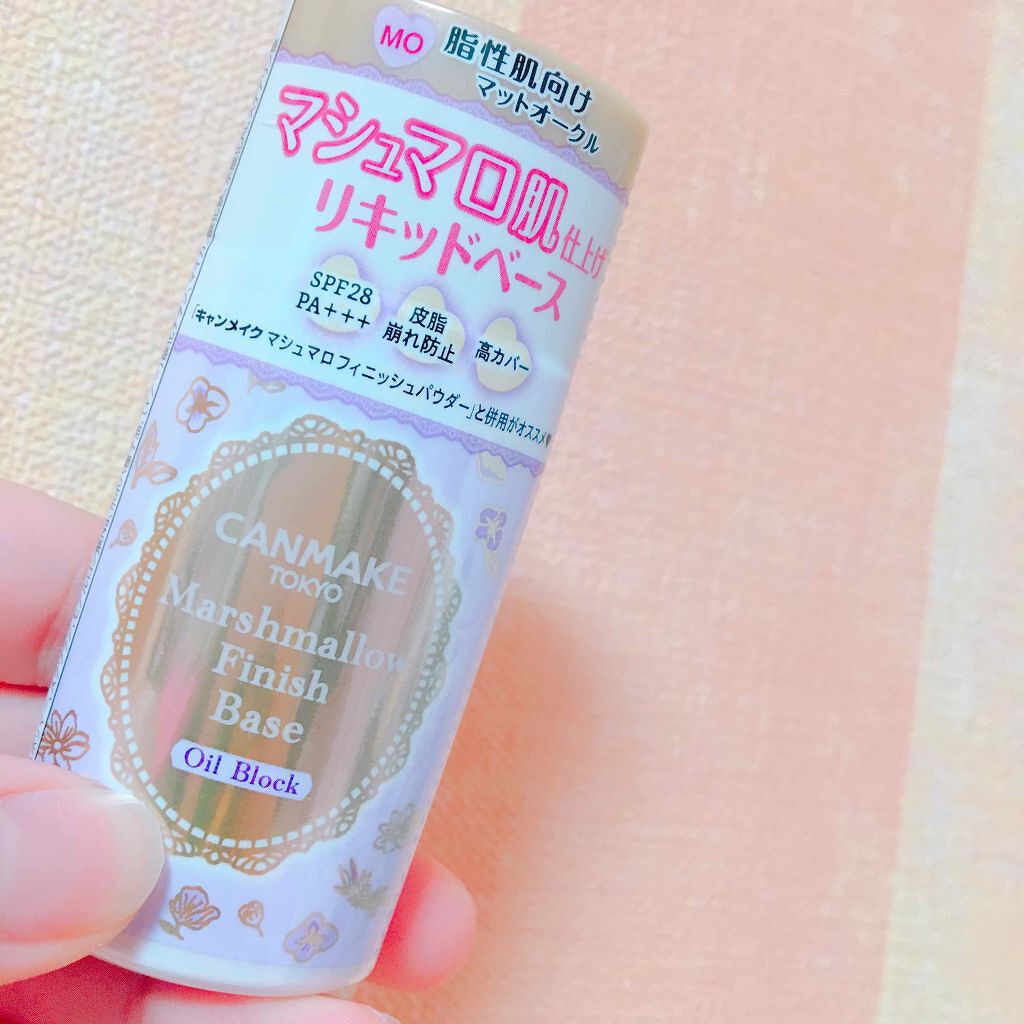 MO 脂性肌向け
マットオークル
マシュマロ肌仕上げ
リキッドベース
SPF28
PA+++
皮脂
崩れ防止
高カバー
「キャンメイク マシュマロフィニッシュパウダー」と併用がオススメ♥
CANMAKE
TOKYO
Marshmallow
Finish
Base
Oil Block